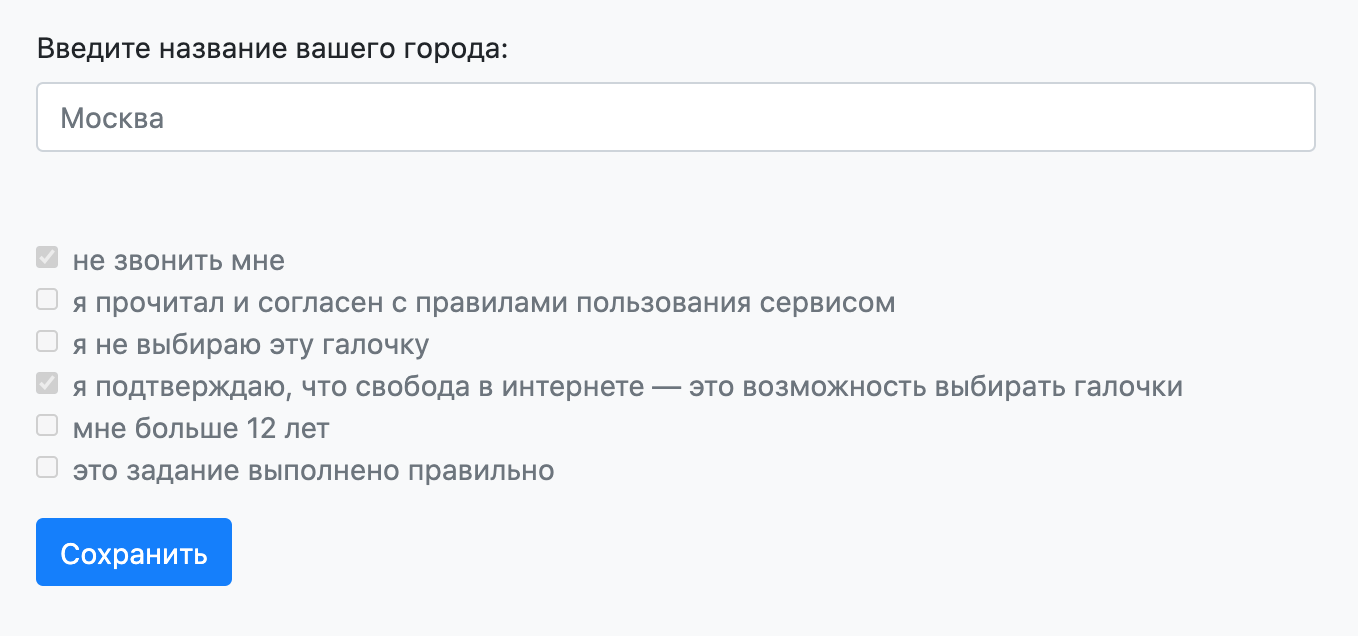 Введите название вашего города:
Москва
не звонить мне
я прочитал и согласен с правилами пользования сервисом
я не выбираю эту галочку
я подтверждаю, что свобода в интернете — это возможность выбирать галочки
мне больше 12 лет
это задание выполнено правильно
Сохранить